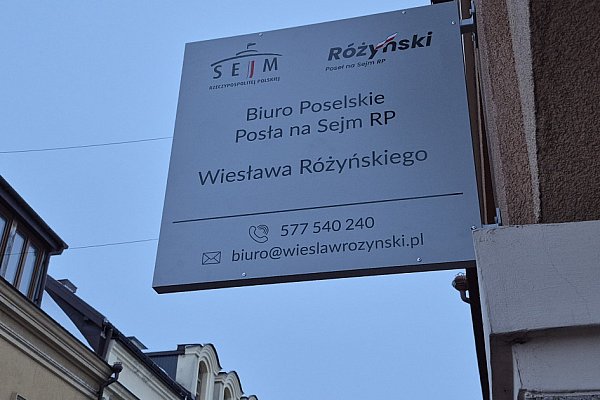 SEJM
RZECZYPOSPOLITEJ POLSKIEJ
Różyński
Poseł na Sejm RP
Biuro Poselskie
Posła na Sejm RP
Wiesława Różyńskiego
577 540 240
biuro@wieslawrozynski.pl